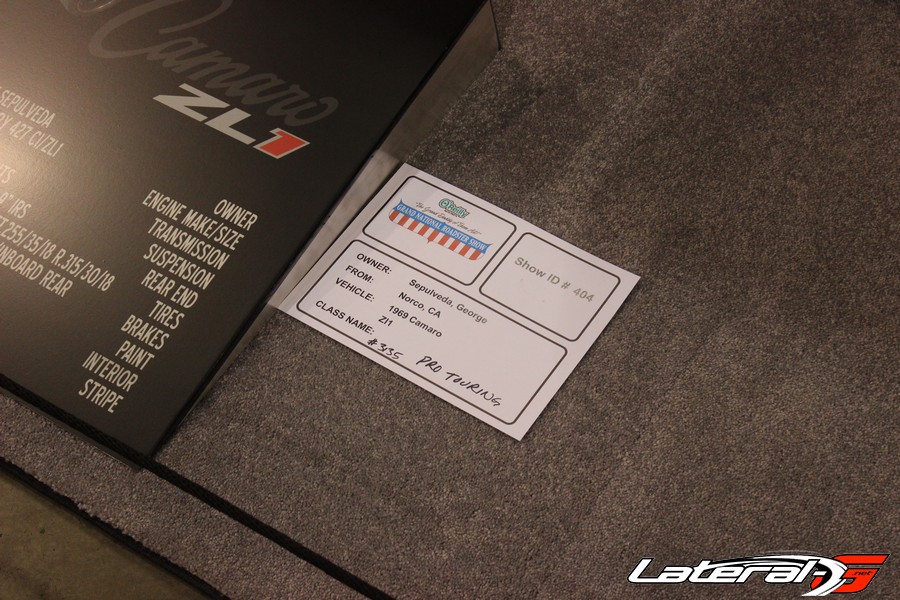 Camaro
ZL1
SEPULVEDA
427 CI/ZL1
IRS
255/35/18 R.315/30/18
INBOARD REAR
OWNER
ENGINE MAKE/SIZE
TRANSMISSION
SUSPENSION
REAR END
TIRES
BRAKES
PAINT
INTERIOR
STRIPE
O'Reilly
GRAND NATIONAL ROADSTER SHOW
Show ID # 404
OWNER: Sepulveda, George
FROM: Norco, CA
VEHICLE: 1969 Camaro
Zl1
CLASS NAME:
#335 PRO TOURING
Lateral-G.net